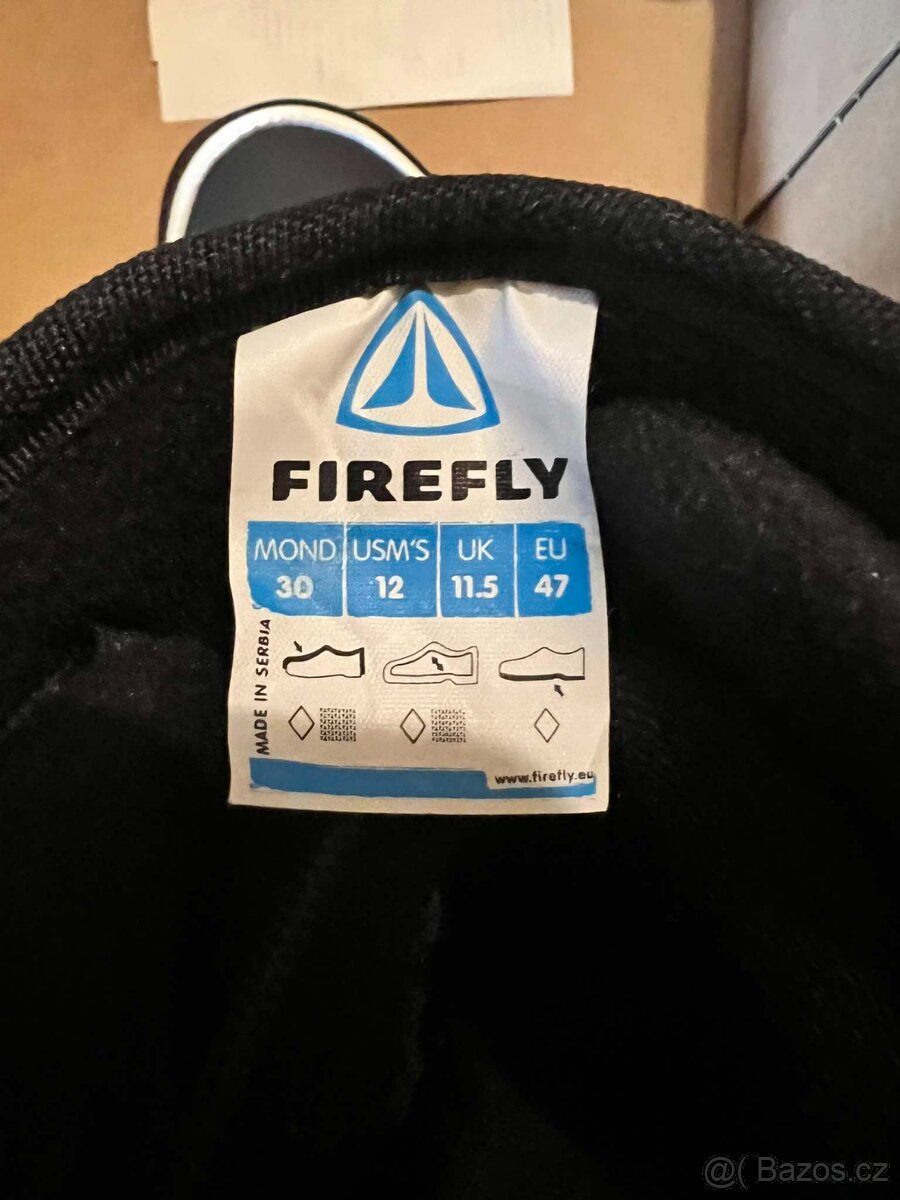 FIREFLY
MOND USM'S UK EU
30 12 11.5 47
MADE IN SERBIA
www.firefly.eu
@( Bazos.cz